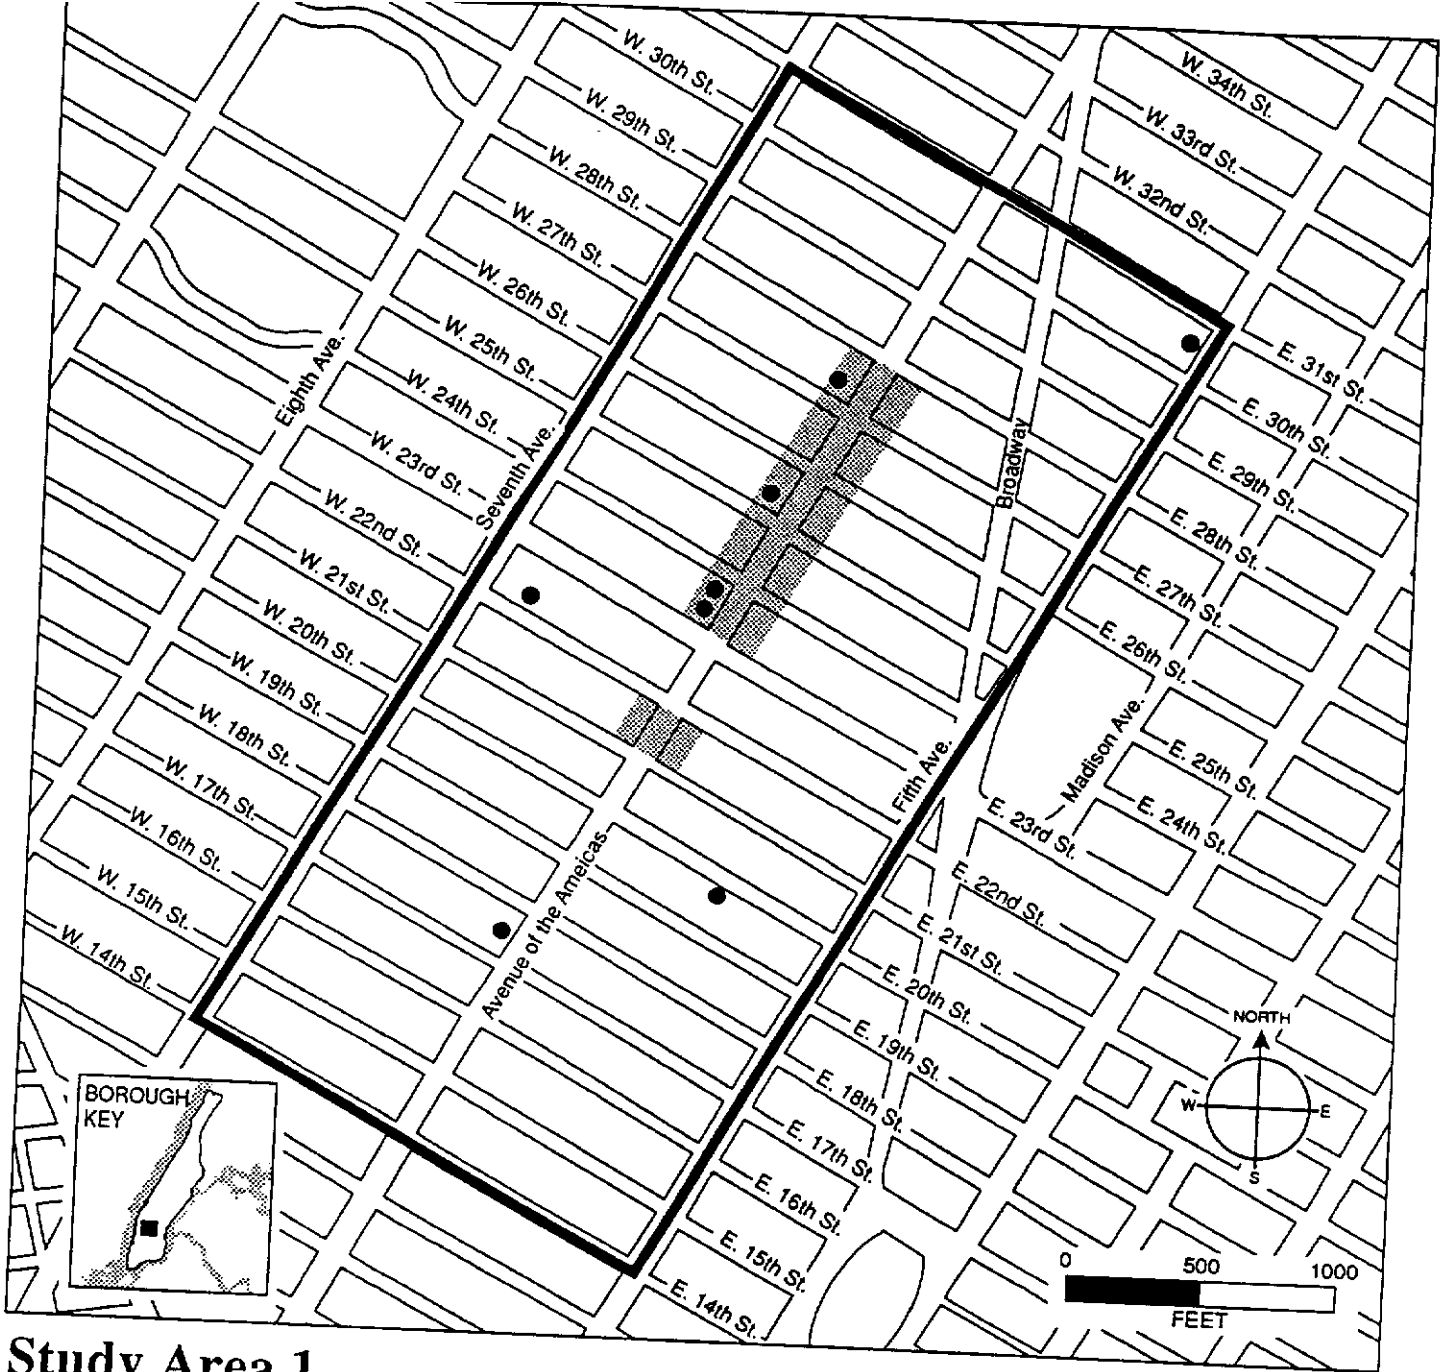 W. 30th St.
W. 29th St.
W. 28th St.
W. 27th St.
W. 26th St.
W. 25th St.
W. 24th St.
W. 23rd St.
W. 22nd St.
W. 21st St.
W. 20th St.
W. 19th St.
W. 18th St.
W. 17th St.
W. 16th St.
W. 15th St.
W. 14th St.
W. 34th St.
W. 33rd St.
W. 32nd St.
Eighth Ave.
Seventh Ave.
Broadway
Fifth Ave.
Madison Ave.
Avenue of the Ameicas
E. 31st St.
E. 30th St.
E. 29th St.
E. 28th St.
E. 27th St.
E. 26th St.
E. 25th St.
E. 24th St.
E. 23rd St.
E. 22nd St.
E. 21st St.
E. 20th St.
E. 19th St.
E. 18th St.
E. 17th St.
E. 16th St.
E. 15th St.
E. 14th St.
NORTH
W
E
S
BOROUGH
KEY
0 500 1000
FEET
Study Area 1